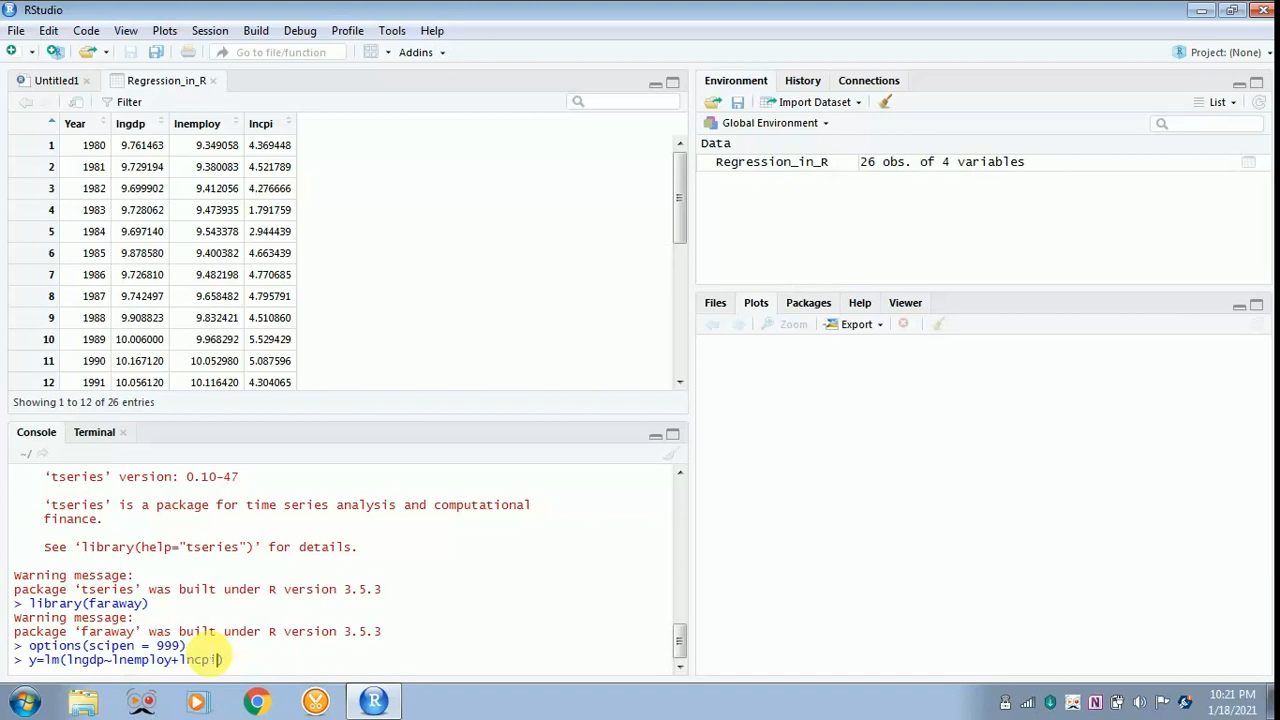 RStudio
File Edit Code View Plots Session Build Debug Profile Tools Help
Go to file/function Addins Project: (None)
Untitled1 Regression_in_R
Filter
Year lngdp lnemploy lncpi
1 1980 9.761463 9.349058 4.369448
2 1981 9.729194 9.380083 4.521789
3 1982 9.699902 9.412056 4.276666
4 1983 9.728062 9.473935 1.791759
5 1984 9.697140 9.543378 2.944439
6 1985 9.878580 9.400382 4.663439
7 1986 9.726810 9.482198 4.770685
8 1987 9.742497 9.658482 4.795791
9 1988 9.908823 9.832421 4.510860
10 1989 10.006000 9.968292 5.529429
11 1990 10.167120 10.052980 5.087596
12 1991 10.056120 10.116420 4.304065
Showing 1 to 12 of 26 entries
Console Terminal
~/
‘tseries’ version: 0.10-47
‘tseries’ is a package for time series analysis and computational
finance.
See ‘library(help="tseries")’ for details.
Warning message:
package ‘tseries’ was built under R version 3.5.3
> library(faraway)
Warning message:
package ‘faraway’ was built under R version 3.5.3
> options(scipen = 999)
> y=lm(lngdp~lnemploy+lncpi)
Environment History Connections
Import Dataset List
Global Environment
Data
Regression_in_R 26 obs. of 4 variables
Files Plots Packages Help Viewer
Zoom Export
10:21 PM
1/18/2021